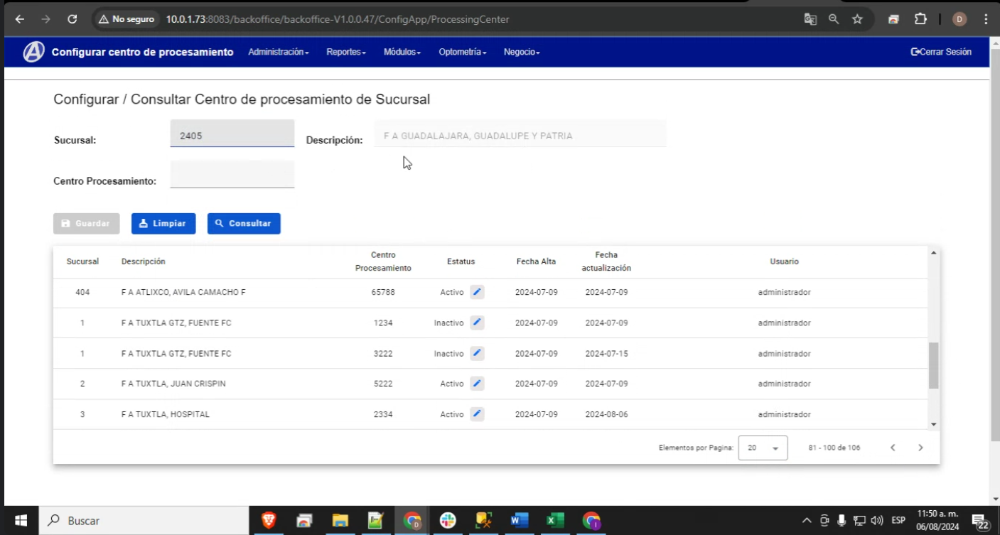 No seguro
10.0.1.73:8083/backoffice/backoffice-V1.0.0.47/ConfigApp/ProcessingCenter
D
A Configurar centro de procesamiento Administración Reportes Módulos Optometría Negocio Cerrar Sesión
Configurar / Consultar Centro de procesamiento de Sucursal
Sucursal: 2405 Descripción: F A GUADALAJARA, GUADALUPE Y PATRIA
Centro Procesamiento:
Guardar Limpiar Consultar
Sucursal Descripción Centro Procesamiento Estatus Fecha Alta Fecha actualización Usuario
404 F A ATLIXCO, AVILA CAMACHO F 65788 Activo 2024-07-09 2024-07-09 administrador
1 F A TUXTLA GTZ, FUENTE FC 1234 Inactivo 2024-07-09 2024-07-09 administrador
1 F A TUXTLA GTZ, FUENTE FC 3222 Inactivo 2024-07-09 2024-07-15 administrador
2 F A TUXTLA, JUAN CRISPIN 5222 Activo 2024-07-09 2024-07-09 administrador
3 F A TUXTLA, HOSPITAL 2334 Activo 2024-07-09 2024-08-06 administrador
Elementos por Pagina: 20 81 - 100 de 106
Buscar
ESP
11:50 a. m.
06/08/2024
22